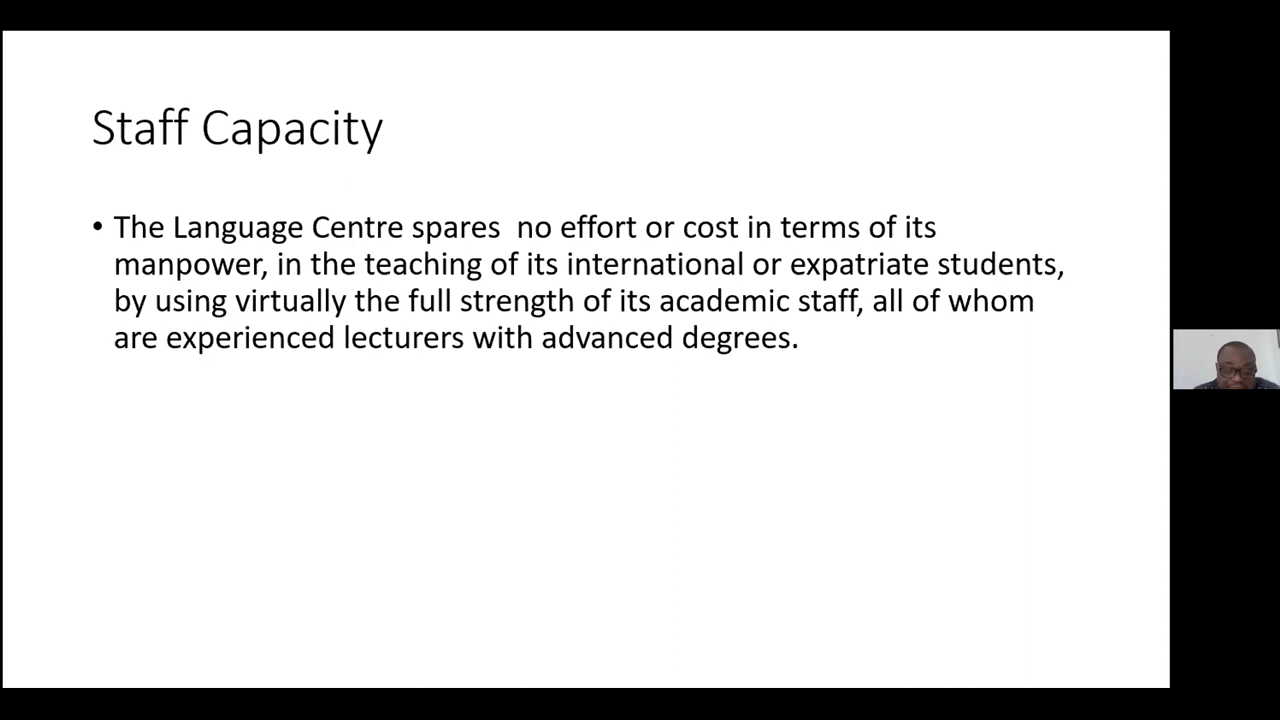 Staff Capacity
• The Language Centre spares  no effort or cost in terms of its
manpower, in the teaching of its international or expatriate students,
by using virtually the full strength of its academic staff, all of whom
are experienced lecturers with advanced degrees.